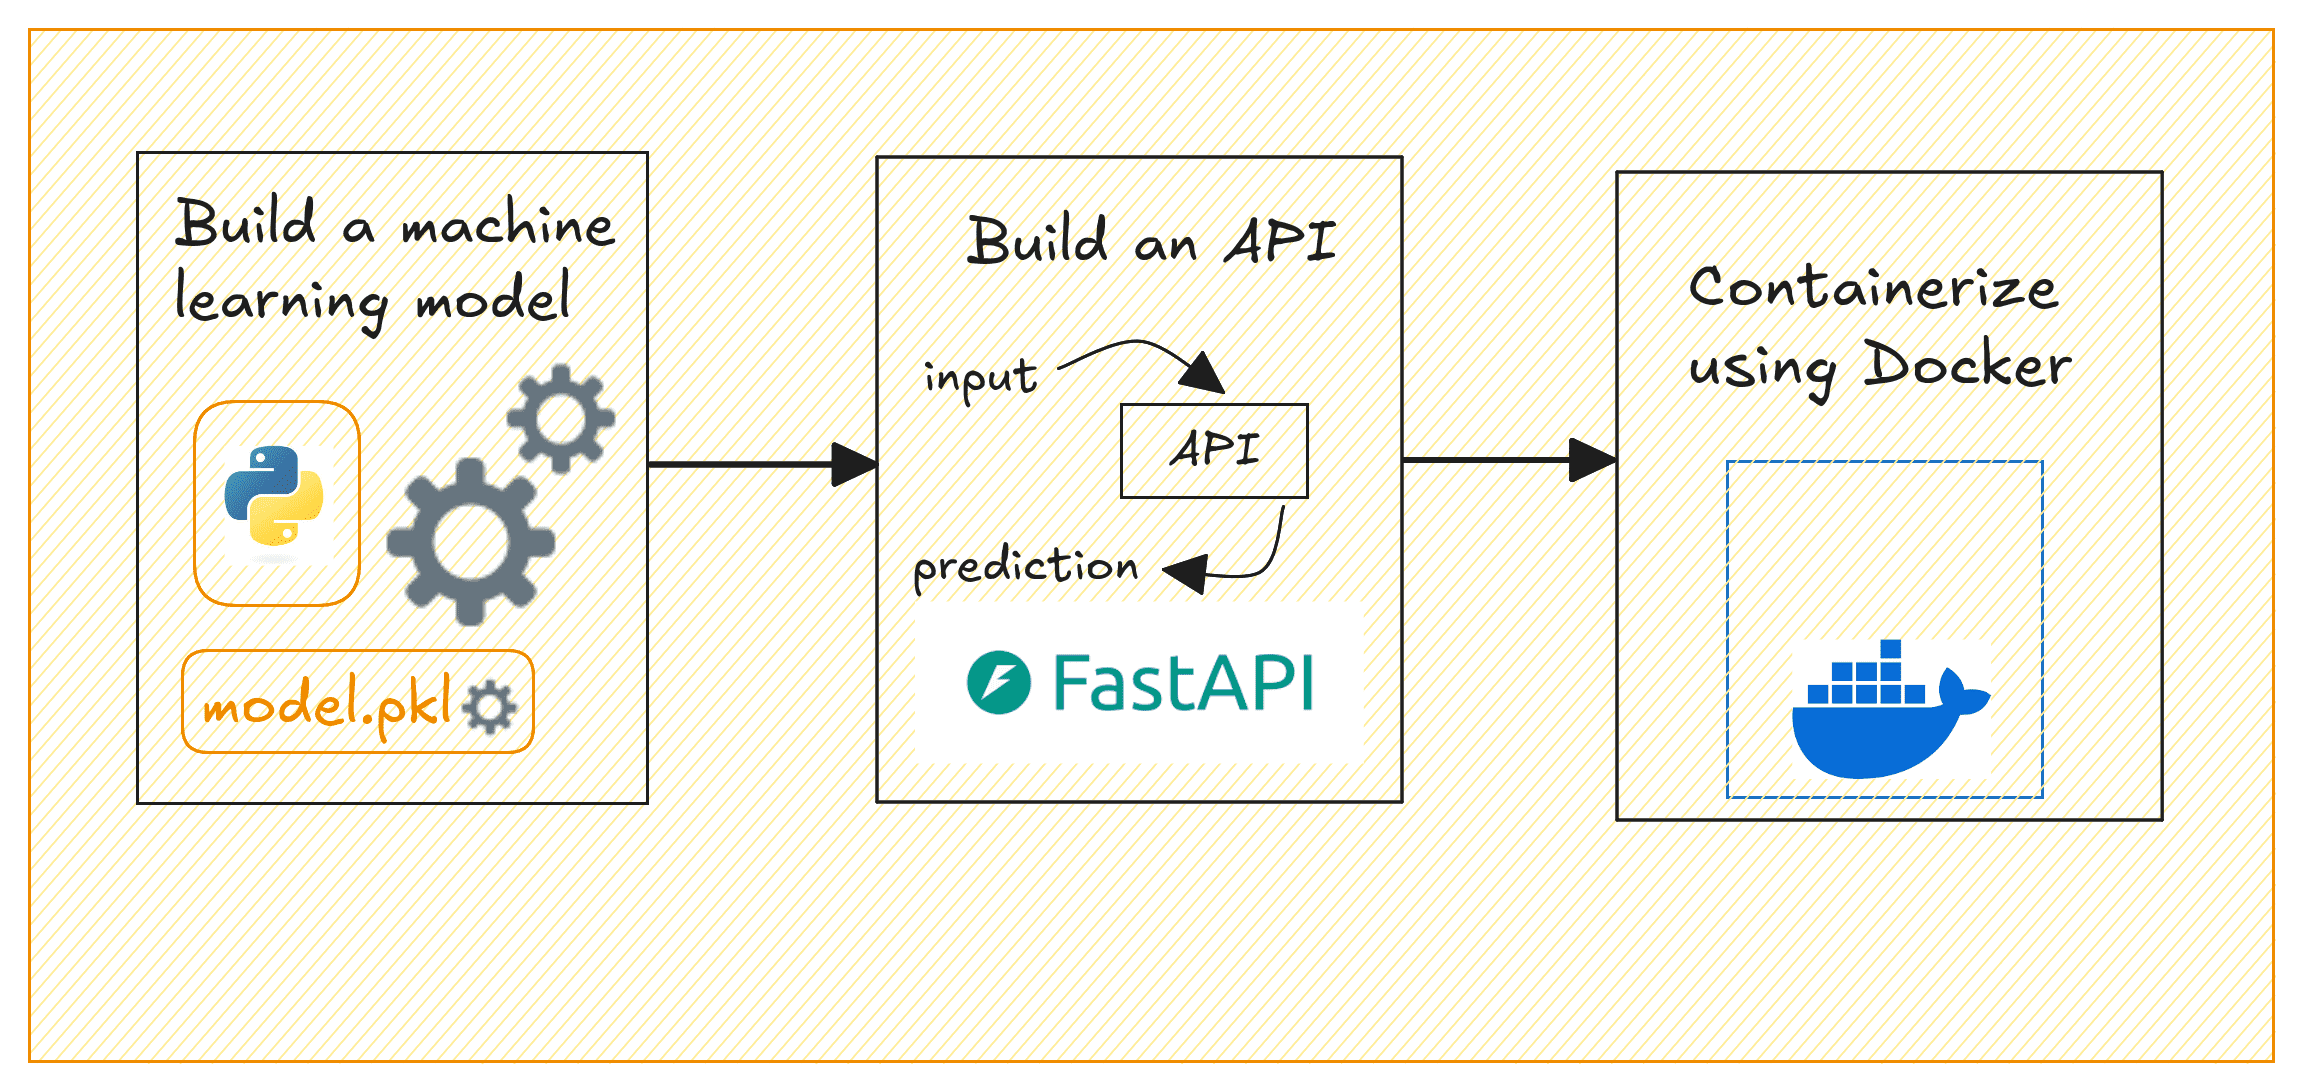 Build a machine
learning model
model.pkl
Build an API
input
API
prediction
FastAPI
Containerize
using Docker